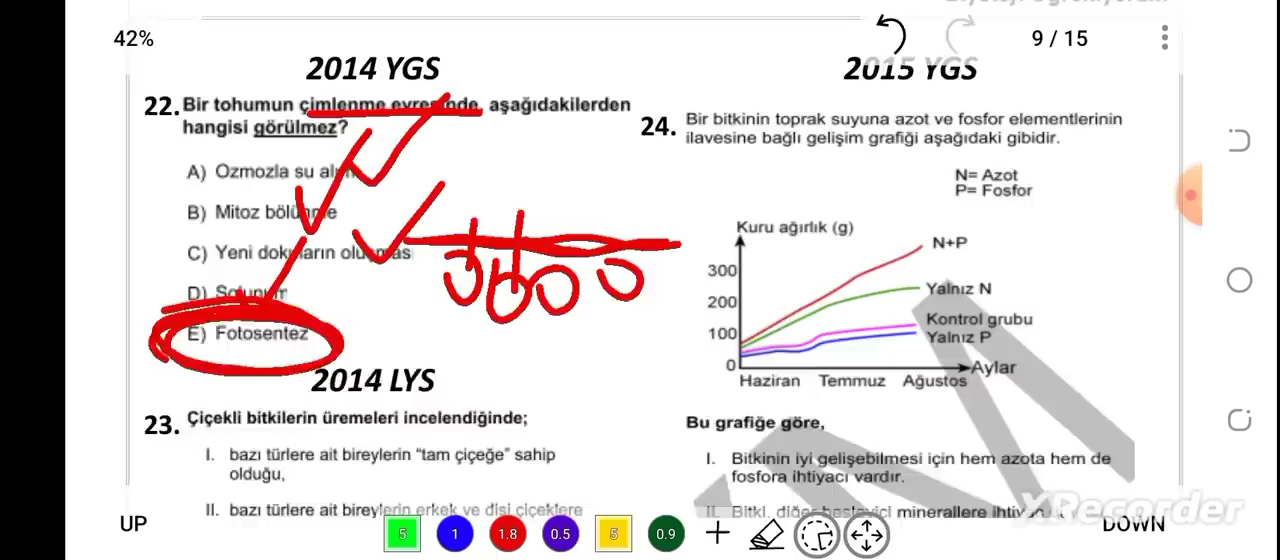 42%
9 / 15
2014 YGS
22. Bir tohumun çimlenme evresinde, aşağıdakilerden
hangisi görülmez?
A) Ozmozla su
B) Mitoz bölünme
C) Yeni dokuların oluşması
D) Solunum
E) Fotosentez
2014 LYS
23. Çiçekli bitkilerin üremeleri incelendiğinde;
I. bazı türlere ait bireylerin "tam çiçeğe" sahip
olduğu,
II. bazı türlere ait bireylerin erkek ve dişi çiçeklere
2015 YGS
24. Bir bitkinin toprak suyuna azot ve fosfor elementlerinin
ilavesine bağlı gelişim grafiği aşağıdaki gibidir.
N= Azot
P= Fosfor
Kuru ağırlık (g)
300
200
100
0
N+P
Yalnız N
Kontrol grubu
Yalnız P
Aylar
Haziran Temmuz Ağustos
Bu grafiğe göre,
I. Bitkinin iyi gelişebilmesi için hem azota hem de
fosfora ihtiyacı vardır.
II. Bitki, diğer besleyici minerallere
XRecorder
UP
5
1
1.8
0.5
5
0.9
DOWN